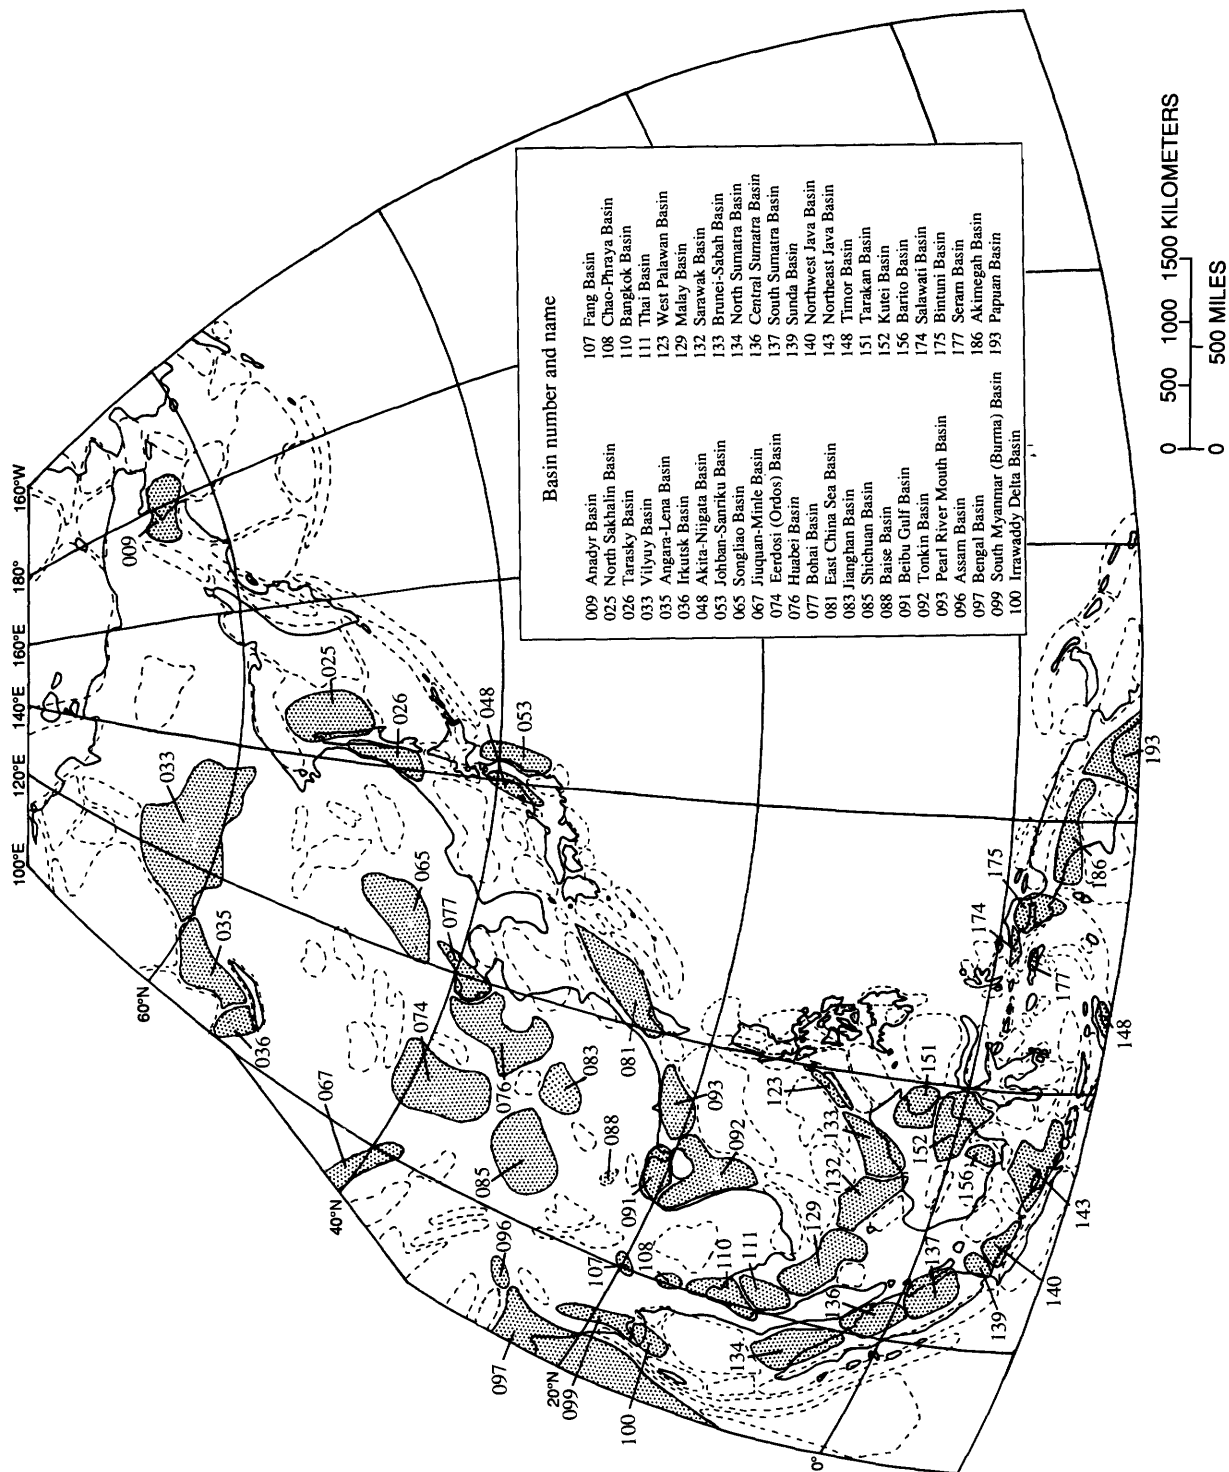 160°W
180°
160°E
140°E
120°E
100°E
60°N
40°N
20°N
0°
009
025
026
033
035
036
048
053
065
067
074
076
077
081
083
085
088
091
092
093
096
097
099
100
107
108
110
111
123
129
132
133
134
136
137
139
140
143
148
151
152
156
174
175
177
186
193
Basin number and name
009 Anadyr Basin
025 North Sakhalin Basin
026 Tarasky Basin
033 Vilyuy Basin
035 Angara-Lena Basin
036 Irkutsk Basin
048 Akita-Niigata Basin
053 Johban-Sanriku Basin
065 Songliao Basin
067 Jiuquan-Minle Basin
074 Eerdosi (Ordos) Basin
076 Huabei Basin
077 Bohai Basin
081 East China Sea Basin
083 Jianghan Basin
085 Shichuan Basin
088 Baise Basin
091 Beibu Gulf Basin
092 Tonkin Basin
093 Pearl River Mouth Basin
096 Assam Basin
097 Bengal Basin
099 South Myanmar (Burma) Basin
100 Irrawaddy Delta Basin
107 Fang Basin
108 Chao-Phraya Basin
110 Bangkok Basin
111 Thai Basin
123 West Palawan Basin
129 Malay Basin
132 Sarawak Basin
133 Brunei-Sabah Basin
134 North Sumatra Basin
136 Central Sumatra Basin
137 South Sumatra Basin
139 Sunda Basin
140 Northwest Java Basin
143 Northeast Java Basin
148 Timor Basin
151 Tarakan Basin
152 Kutei Basin
156 Barito Basin
174 Salawati Basin
175 Bintuni Basin
177 Seram Basin
186 Akimegah Basin
193 Papuan Basin
0 500 1000 1500 KILOMETERS
0 500 MILES